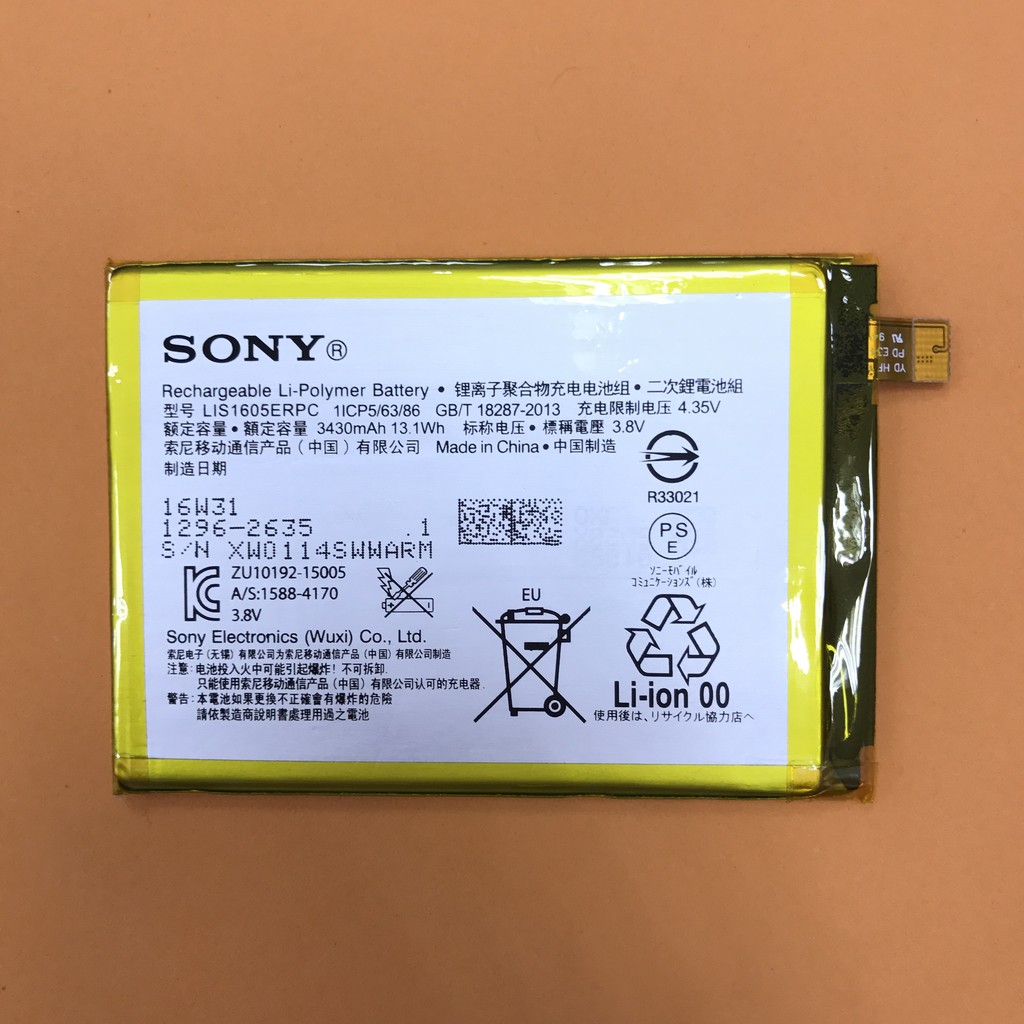 SONY®
Rechargeable Li-Polymer Battery • 锂离子聚合物充电电池组 • 二次鋰電池組
型号 LIS1605ERPC 1ICP5/63/86 GB/T 18287-2013 充电限制电压 4.35V
额定容量 • 額定容量 3430mAh 13.1Wh 标称电压 • 標稱電壓 3.8V
索尼移动通信产品（中国）有限公司 Made in China • 中国制造
制造日期
R33021
16W31
1296-2635 .1
S/N XW0114SWWARM
PS
E
ソニーモバイル
コミュニケーションズ(株)
ZU10192-15005
A/S:1588-4170
3.8V
EU
Sony Electronics (Wuxi) Co., Ltd.
索尼电子（无锡）有限公司为索尼移动通信产品（中国）有限公司制造
注意: 电池投入火中可能引起爆炸! 不可拆卸.
只能使用索尼移动通信产品（中国）有限公司认可的充电器.
警告: 本電池如果更換不正確會有爆炸的危險
請依製造商說明書處理用過之電池
Li-ion 00
使用後は、リサイクル協力店へ
YD HF
PD E3
9